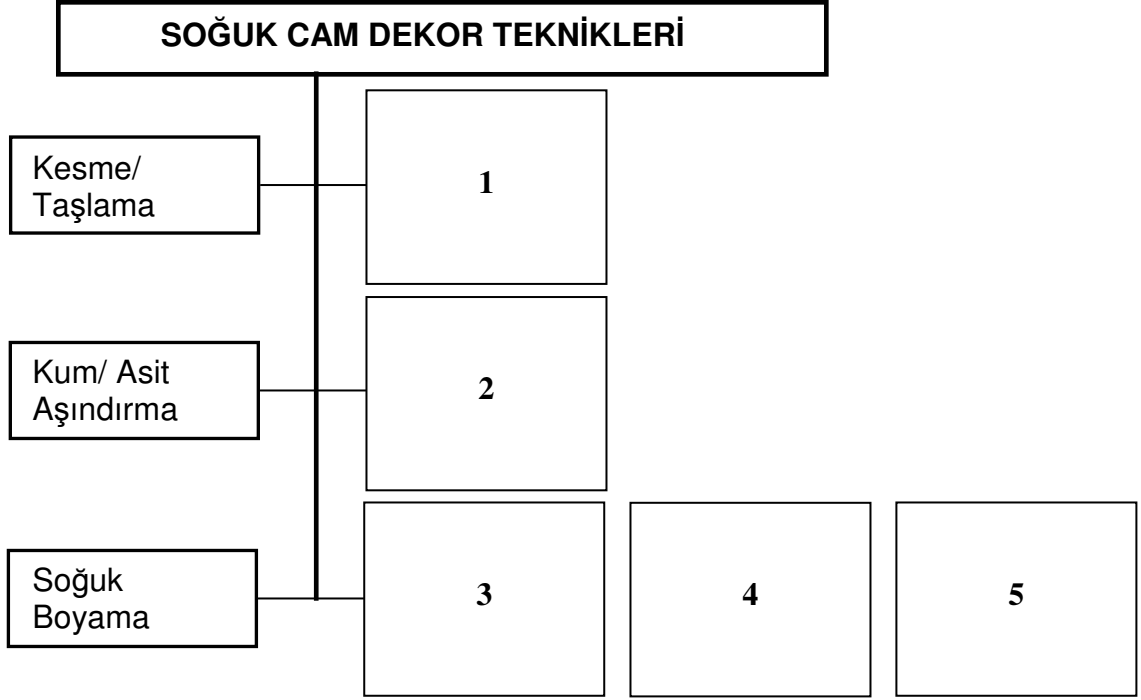 SOĞUK CAM DEKOR TEKNİKLERİ
Kesme/
Taşlama
1
Kum/ Asit
Aşındırma
2
Soğuk
Boyama
3
4
5